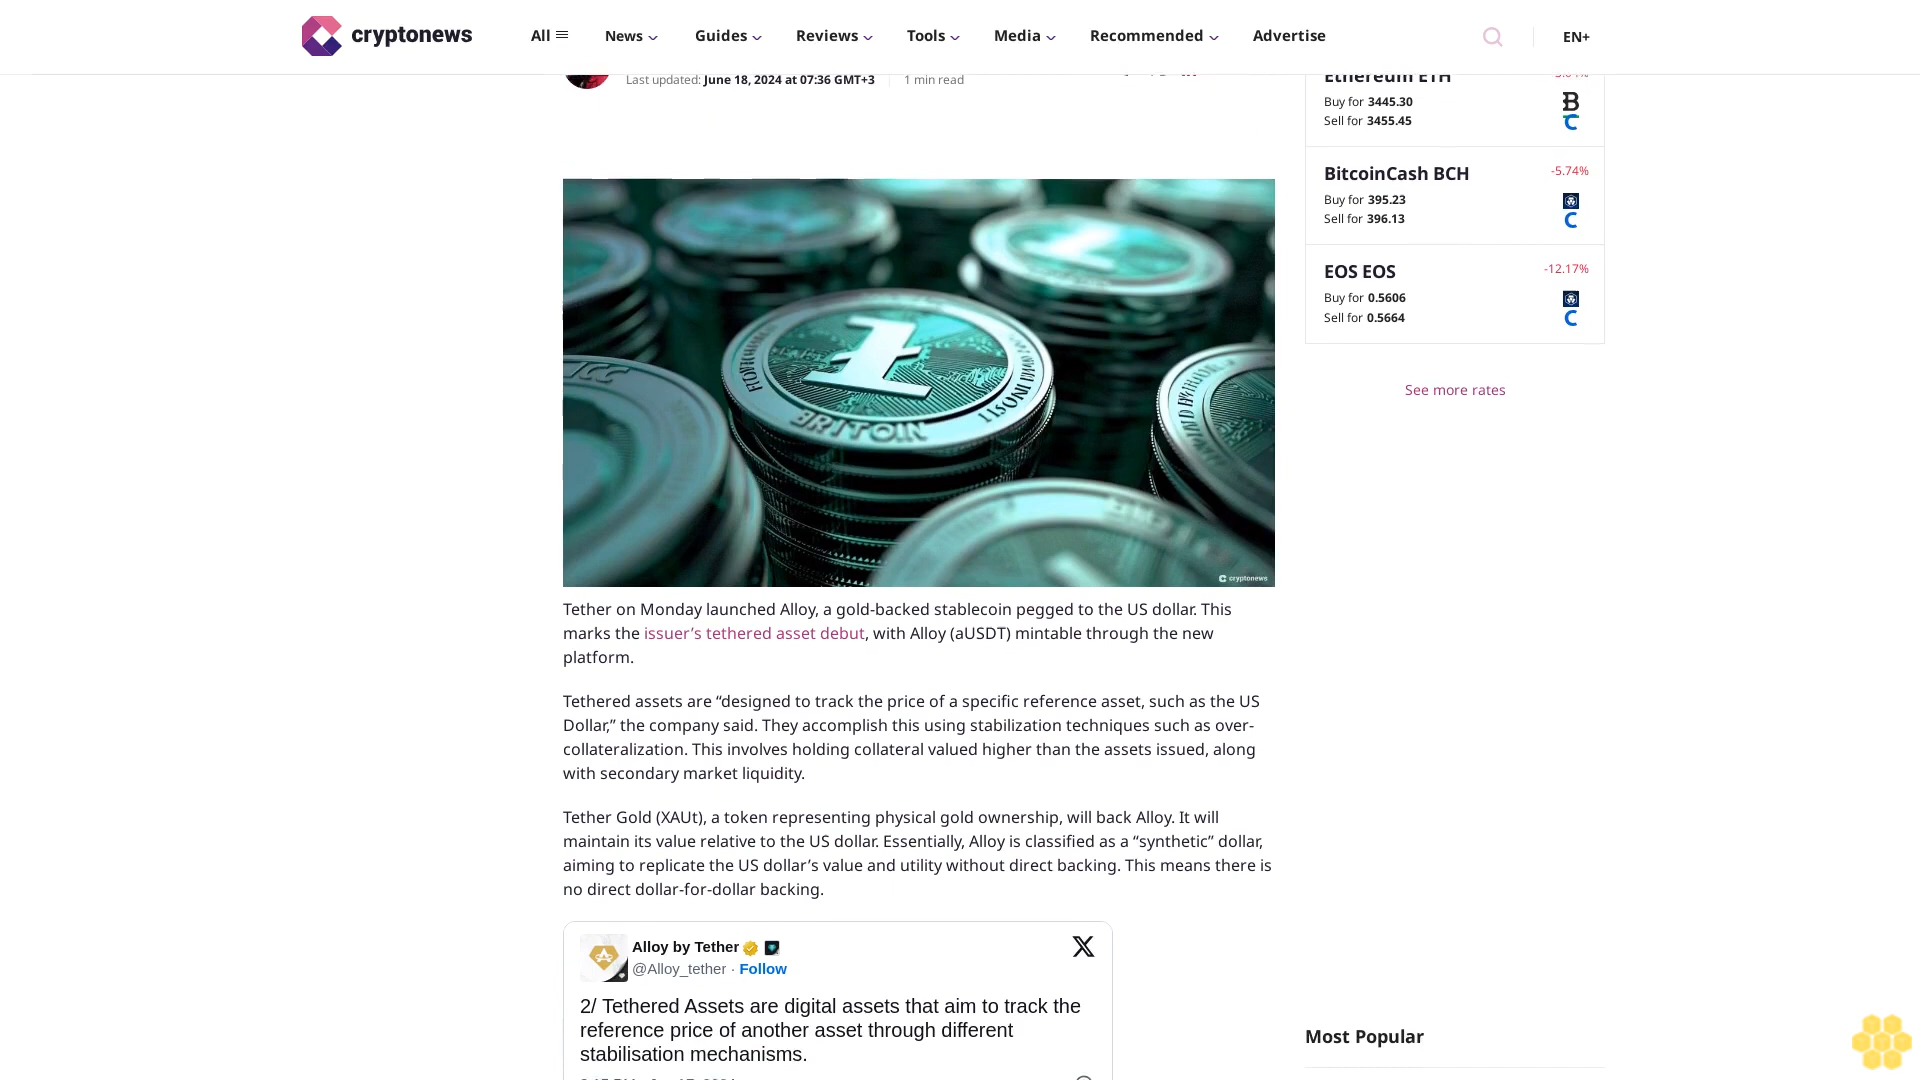 cryptonews
All
News
Guides
Reviews
Tools
Media
Recommended
Advertise
EN+
Last updated: June 18, 2024 at 07:36 GMT+3
1 min read
Ethereum ETH
Buy for 3445.30
Sell for 3455.45
BitcoinCash BCH
-5.74%
Buy for 395.23
Sell for 396.13
EOS EOS
-12.17%
Buy for 0.5606
Sell for 0.5664
See more rates
BRITOIN
cryptonews
Tether on Monday launched Alloy, a gold-backed stablecoin pegged to the US dollar. This
marks the issuer’s tethered asset debut, with Alloy (aUSDT) mintable through the new
platform.
Tethered assets are “designed to track the price of a specific reference asset, such as the US
Dollar,” the company said. They accomplish this using stabilization techniques such as over-
collateralization. This involves holding collateral valued higher than the assets issued, along
with secondary market liquidity.
Tether Gold (XAUt), a token representing physical gold ownership, will back Alloy. It will
maintain its value relative to the US dollar. Essentially, Alloy is classified as a “synthetic” dollar,
aiming to replicate the US dollar’s value and utility without direct backing. This means there is
no direct dollar-for-dollar backing.
Alloy by Tether
@Alloy_tether · Follow
2/ Tethered Assets are digital assets that aim to track the
reference price of another asset through different
stabilisation mechanisms.
Most Popular